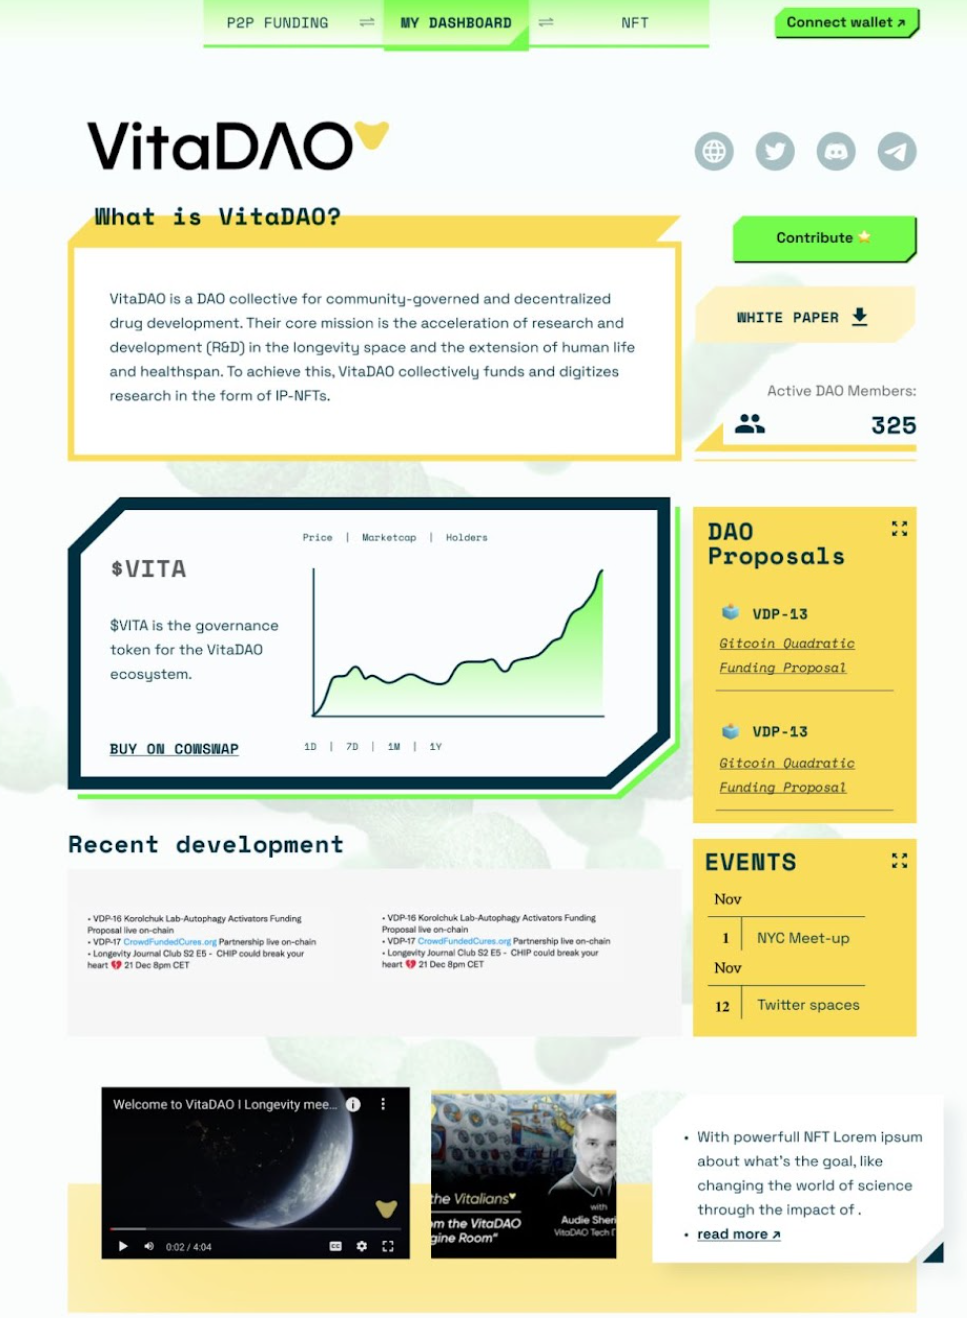 P2P FUNDING ⇌ MY DASHBOARD ⇌ NFT
Connect wallet ↗
VitaDAO
What is VitaDAO?
Contribute ⭐
VitaDAO is a DAO collective for community-governed and decentralized
drug development. Their core mission is the acceleration of research and
development (R&D) in the longevity space and the extension of human life
and healthspan. To achieve this, VitaDAO collectively funds and digitizes
research in the form of IP-NFTs.
WHITE PAPER
Active DAO Members:
325
Price | Marketcap | Holders
$VITA
$VITA is the governance
token for the VitaDAO
ecosystem.
BUY ON COWSWAP
1D | 7D | 1M | 1Y
DAO
Proposals
🗳️ VDP-13
Gitcoin Quadratic
Funding Proposal
🗳️ VDP-13
Gitcoin Quadratic
Funding Proposal
Recent development
• VDP-16 Korolchuk Lab-Autophagy Activators Funding
Proposal live on-chain
• VDP-17 CrowdFundedCures.org Partnership live on-chain
• Longevity Journal Club S2 E5 - CHIP could break your
heart 💔 21 Dec 8pm CET
• VDP-16 Korolchuk Lab-Autophagy Activators Funding
Proposal live on-chain
• VDP-17 CrowdFundedCures.org Partnership live on-chain
• Longevity Journal Club S2 E5 - CHIP could break your
heart 💔 21 Dec 8pm CET
EVENTS
Nov
1 NYC Meet-up
Nov
12 Twitter spaces
Welcome to VitaDAO | Longevity mee...
0:02 / 4:04
CC
the Vitalians
om the VitaDAO
gine Room"
with
Audie Sheri
VitaDAO Tech
• With powerfull NFT Lorem ipsum
about what's the goal, like
changing the world of science
through the impact of .
• read more ↗